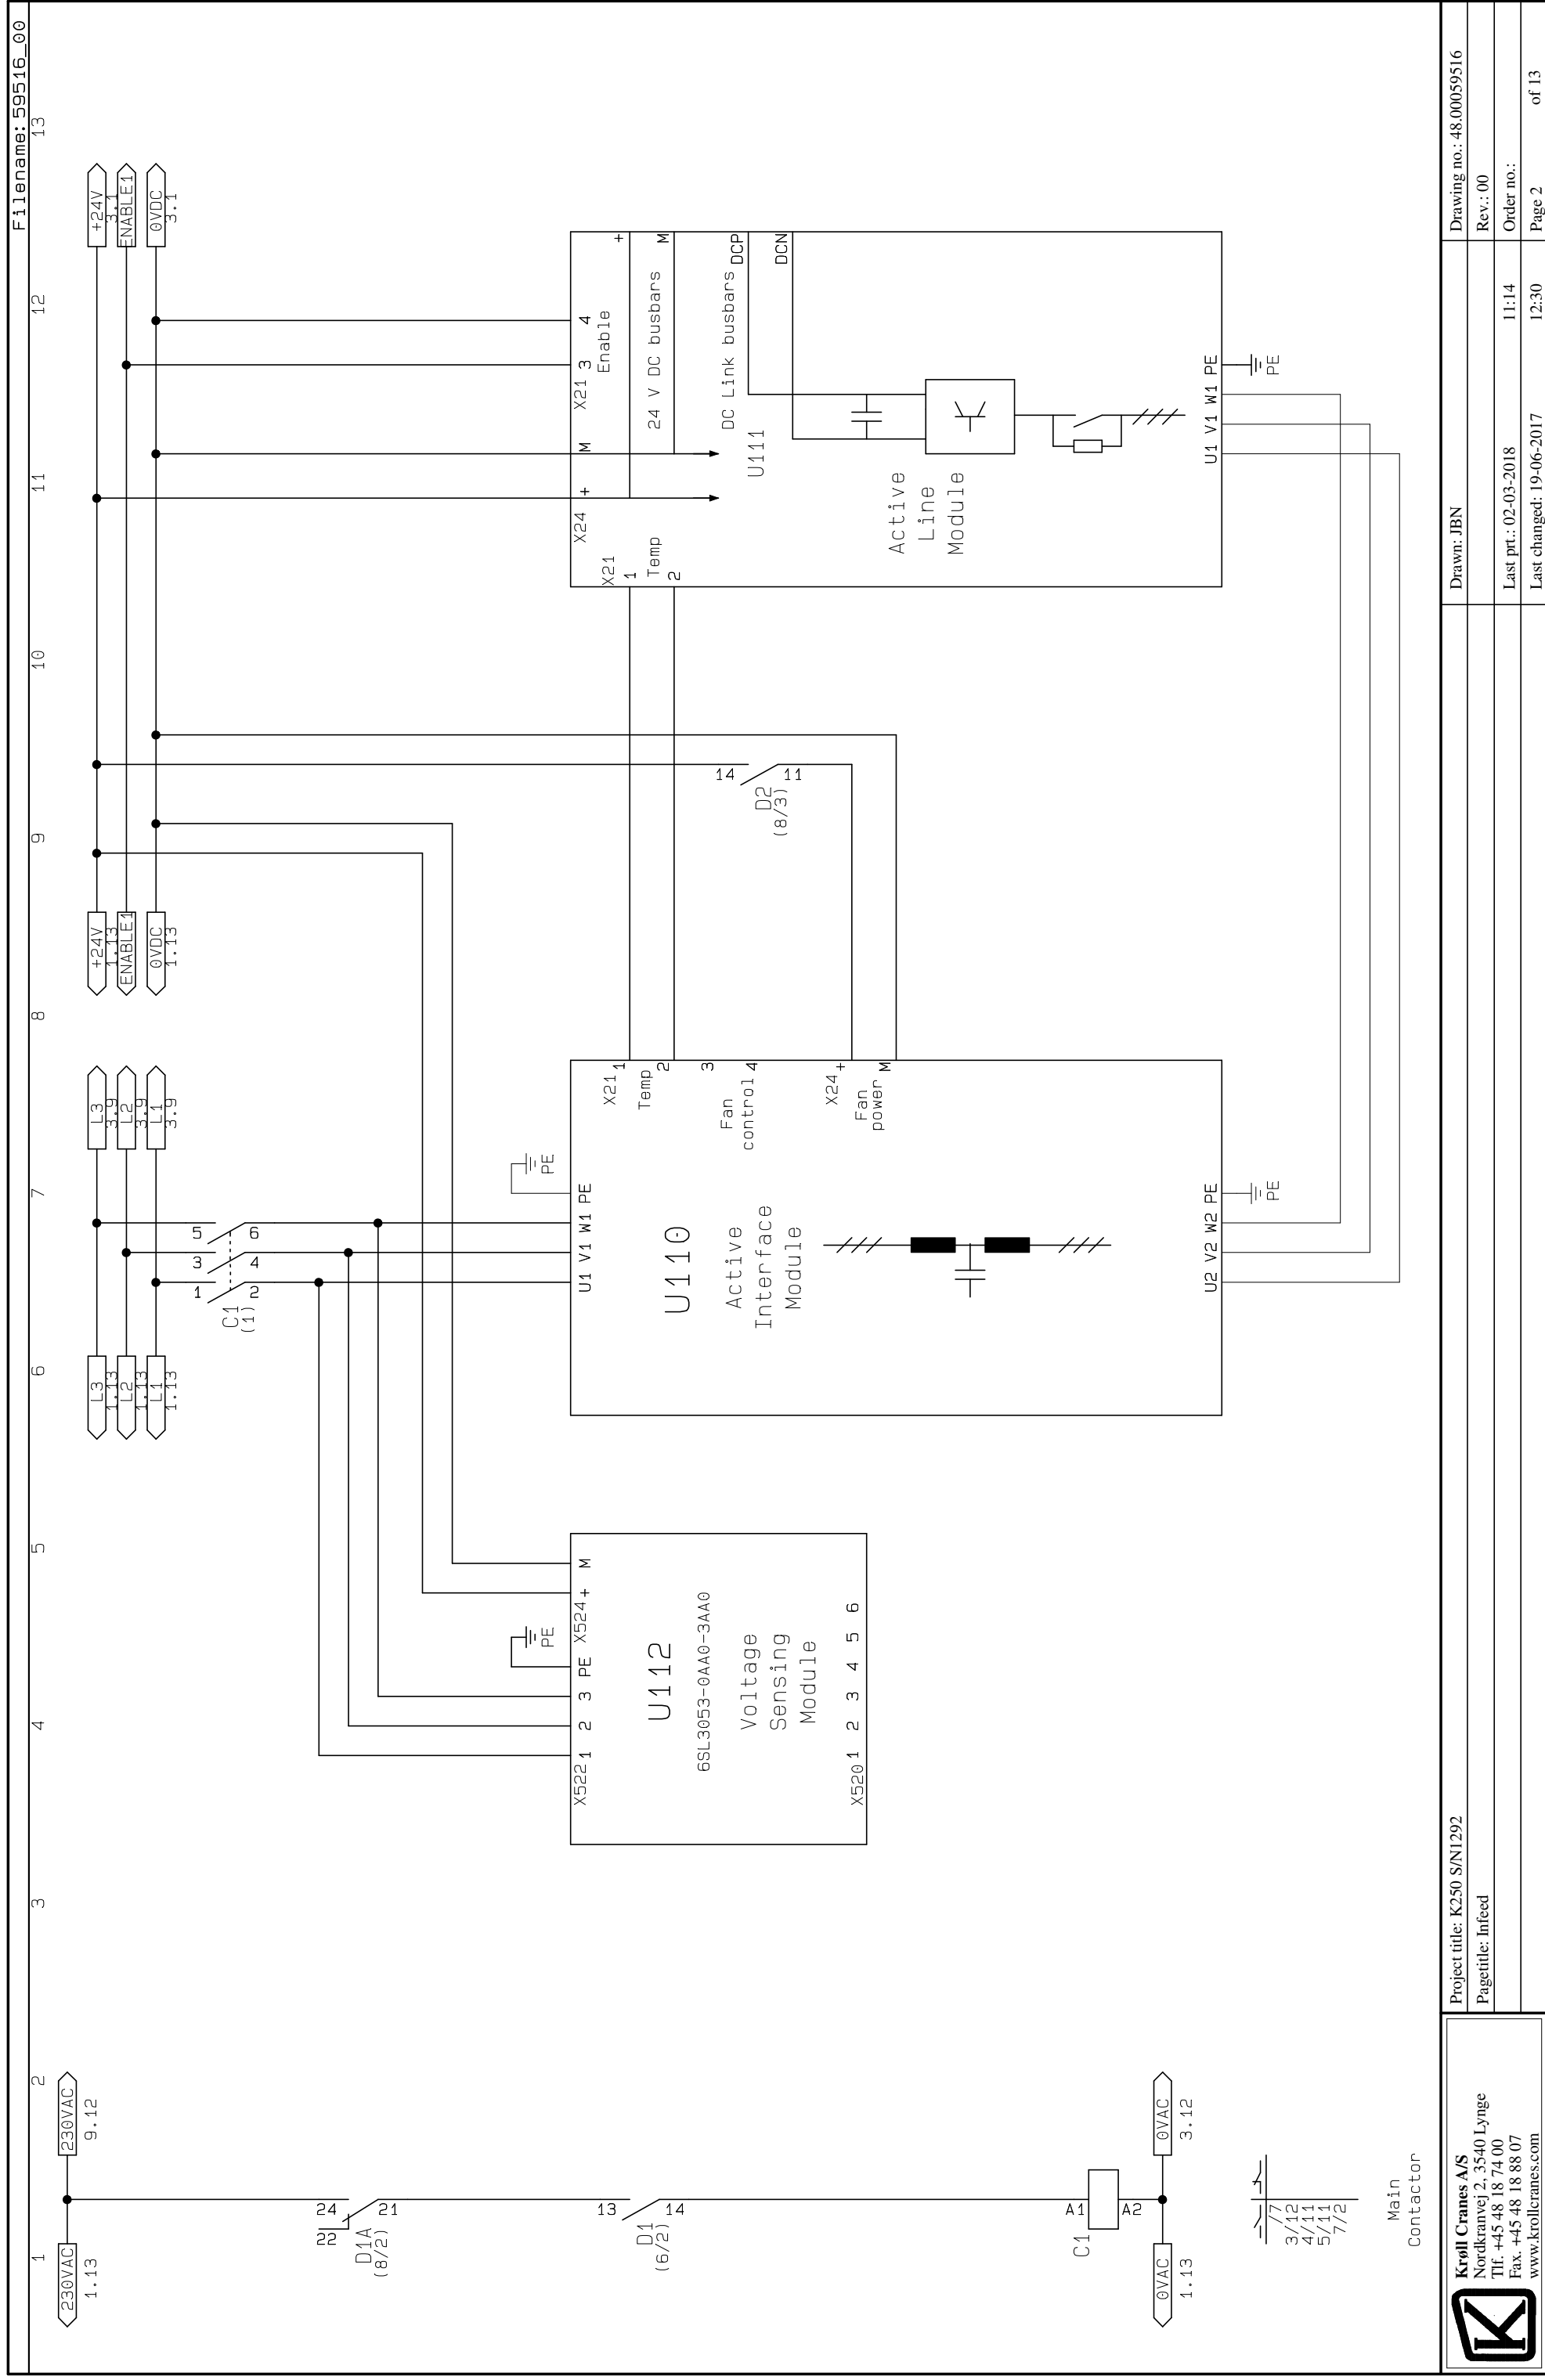 Filename: 59516_00
1 2 3 4 5 6 7 8 9 10 11 12 13
230VAC
1.13
230VAC
9.12
24
22
21
D1A
(8/2)
13
14
D1
(6/2)
A1
A2
C1
0VAC
1.13
0VAC
3.12
/7
3/12
4/11
5/11
7/2
Main
Contactor
X522 1 2 3 PE X524 + M
PE
U112
6SL3053-0AA0-3AA0
Voltage
Sensing
Module
X520 1 2 3 4 5 6
L3
1.13
L2
1.13
L1
1.13
L3
3.9
L2
3.9
L1
3.9
1 3 5
2 4 6
C1
(1)
PE
U1 V1 W1 PE
U110
Active
Interface
Module
X21
1
Temp
2
3
Fan
control 4
X24 +
Fan
power M
U2 V2 W2 PE
PE
+24V
1.13
ENABLE1
0VDC
1.13
+24V
3.1
ENABLE1
0VDC
3.1
14
11
D2
(8/3)
X24 + M
X21 3 4
Enable
X21
1
Temp
2
+
24 V DC busbars
M
DC Link busbars
DCP
DCN
U111
Active
Line
Module
U1 V1 W1 PE
PE
Krøll Cranes A/S
Nordkranvej 2, 3540 Lynge
Tlf. +45 48 18 74 00
Fax. +45 48 18 88 07
www.krollcranes.com
K
Project title: K250 S/N1292
Pagetitle: Infeed
Drawn: JBN
Last prt.: 02-03-2018 11:14
Last changed: 19-06-2017 12:30
Drawing no.: 48.00059516
Rev.: 00
Order no.:
Page 2 of 13